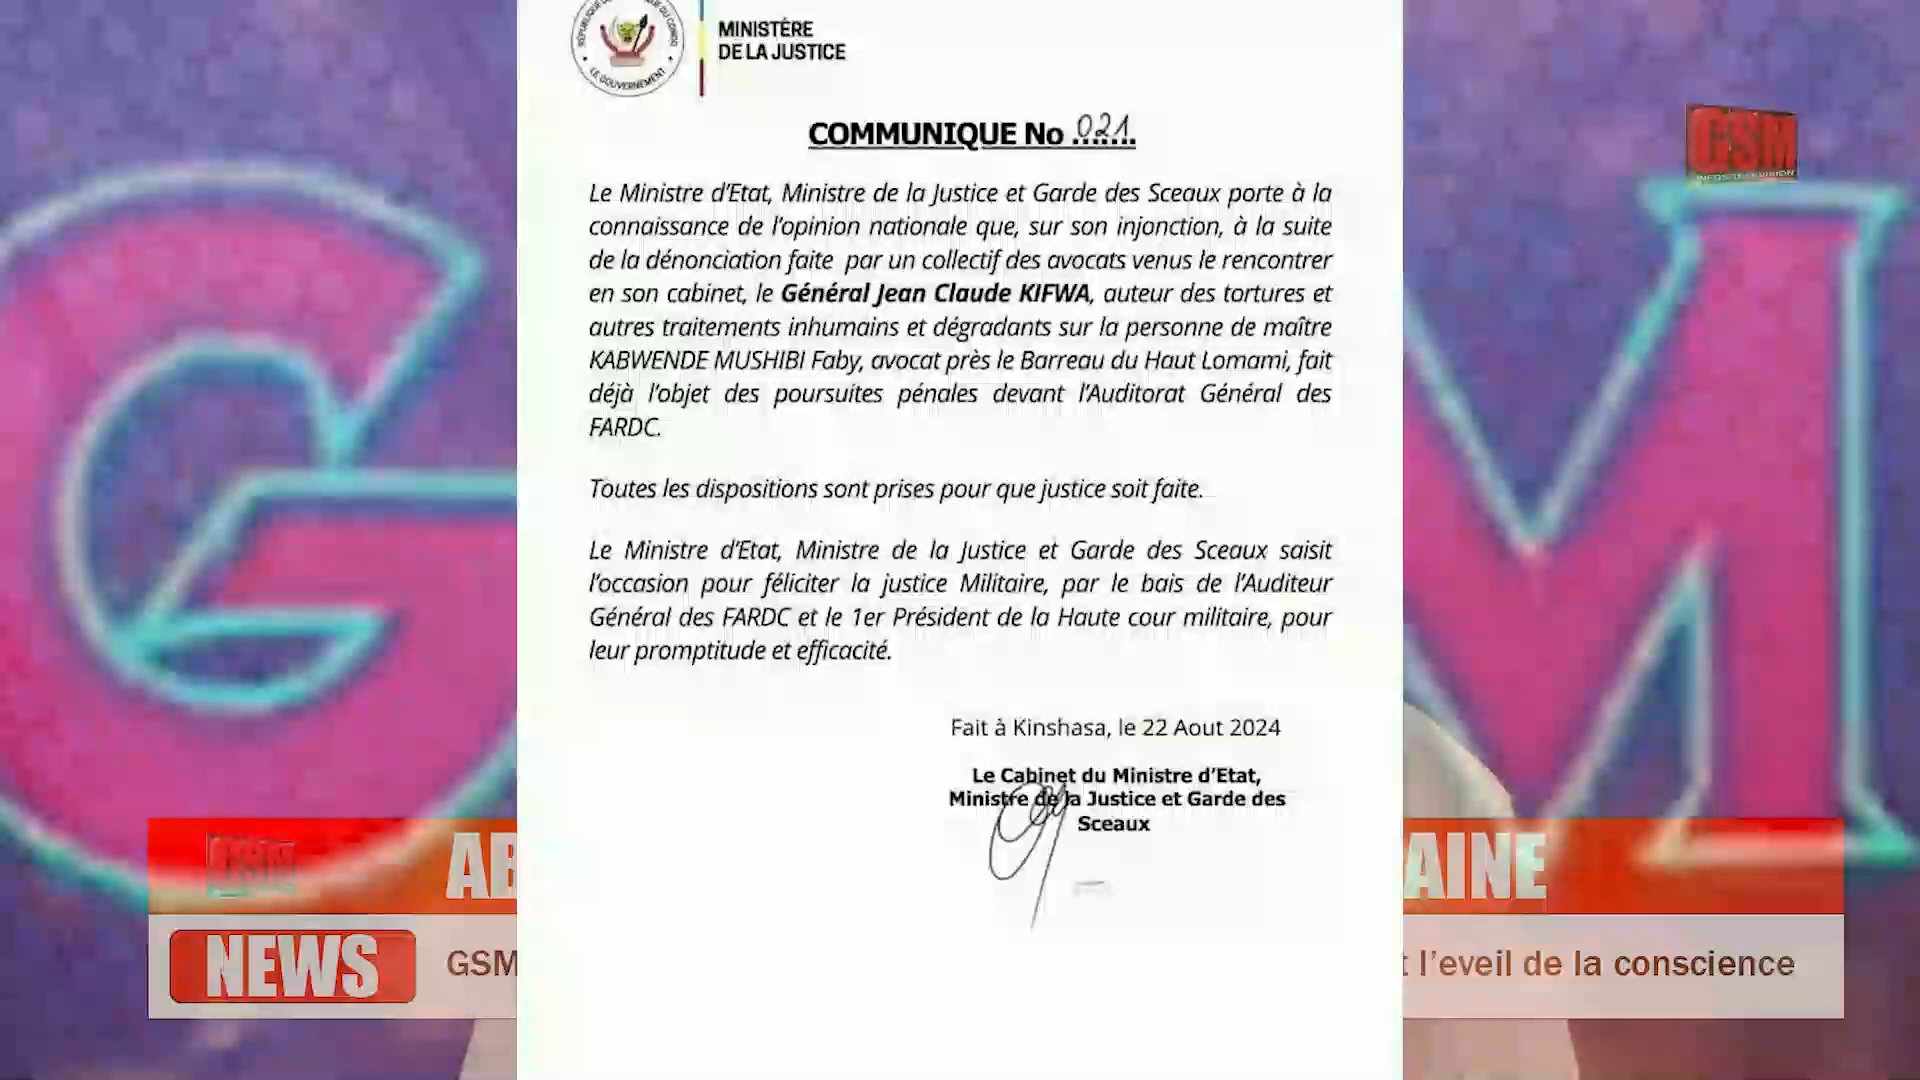 MINISTÈRE
DE LA JUSTICE
LE GOUVERNEMENT
COMMUNIQUE No 021
Le Ministre d'Etat, Ministre de la Justice et Garde des Sceaux porte à la
connaissance de l'opinion nationale que, sur son injonction, à la suite
de la dénonciation faite par un collectif des avocats venus le rencontrer
en son cabinet, le Général Jean Claude KIFWA, auteur des tortures et
autres traitements inhumains et dégradants sur la personne de maître
KABWENDE MUSHIBI Faby, avocat près le Barreau du Haut Lomami, fait
déjà l'objet des poursuites pénales devant l'Auditorat Général des
FARDC.
Toutes les dispositions sont prises pour que justice soit faite.
Le Ministre d'Etat, Ministre de la Justice et Garde des Sceaux saisit
l'occasion pour féliciter la justice Militaire, par le bais de l'Auditeur
Général des FARDC et le 1er Président de la Haute cour militaire, pour
leur promptitude et efficacité.
Fait à Kinshasa, le 22 Aout 2024
Le Cabinet du Ministre d'Etat,
Ministre de la Justice et Garde des
Sceaux
GSM
G M
GSM
AB AINE
NEWS
GSM t l'eveil de la conscience